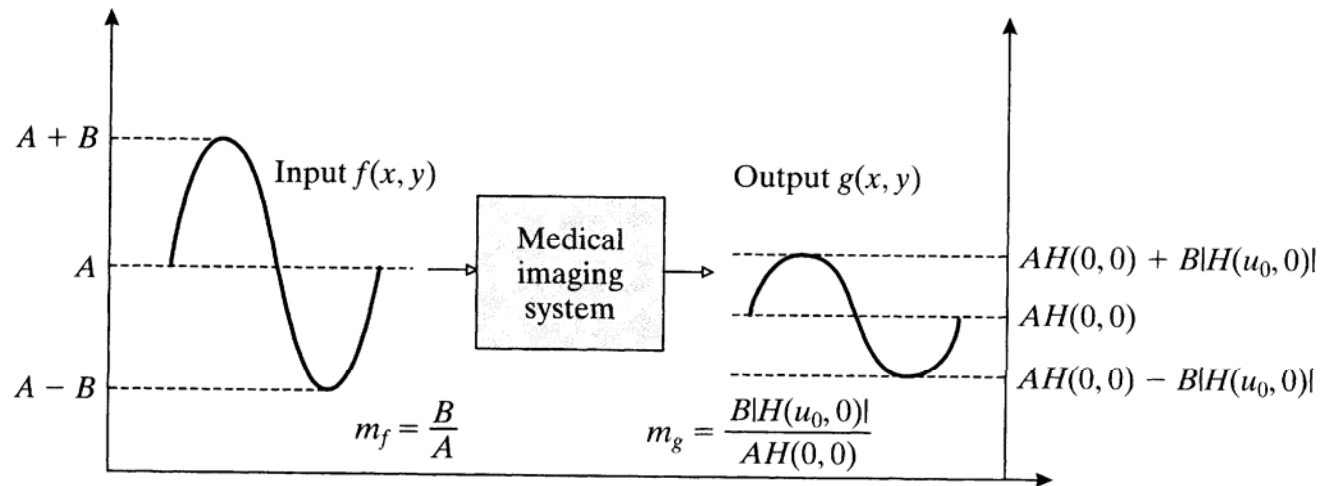 A + B
Input f(x, y)
Output g(x, y)
Medical
imaging
system
A
AH(0,0) + B|H(u₀,0)|
AH(0,0)
A − B
AH(0,0) − B|H(u₀,0)|
m_f = B/A
m_g = B|H(u₀,0)|/AH(0,0)